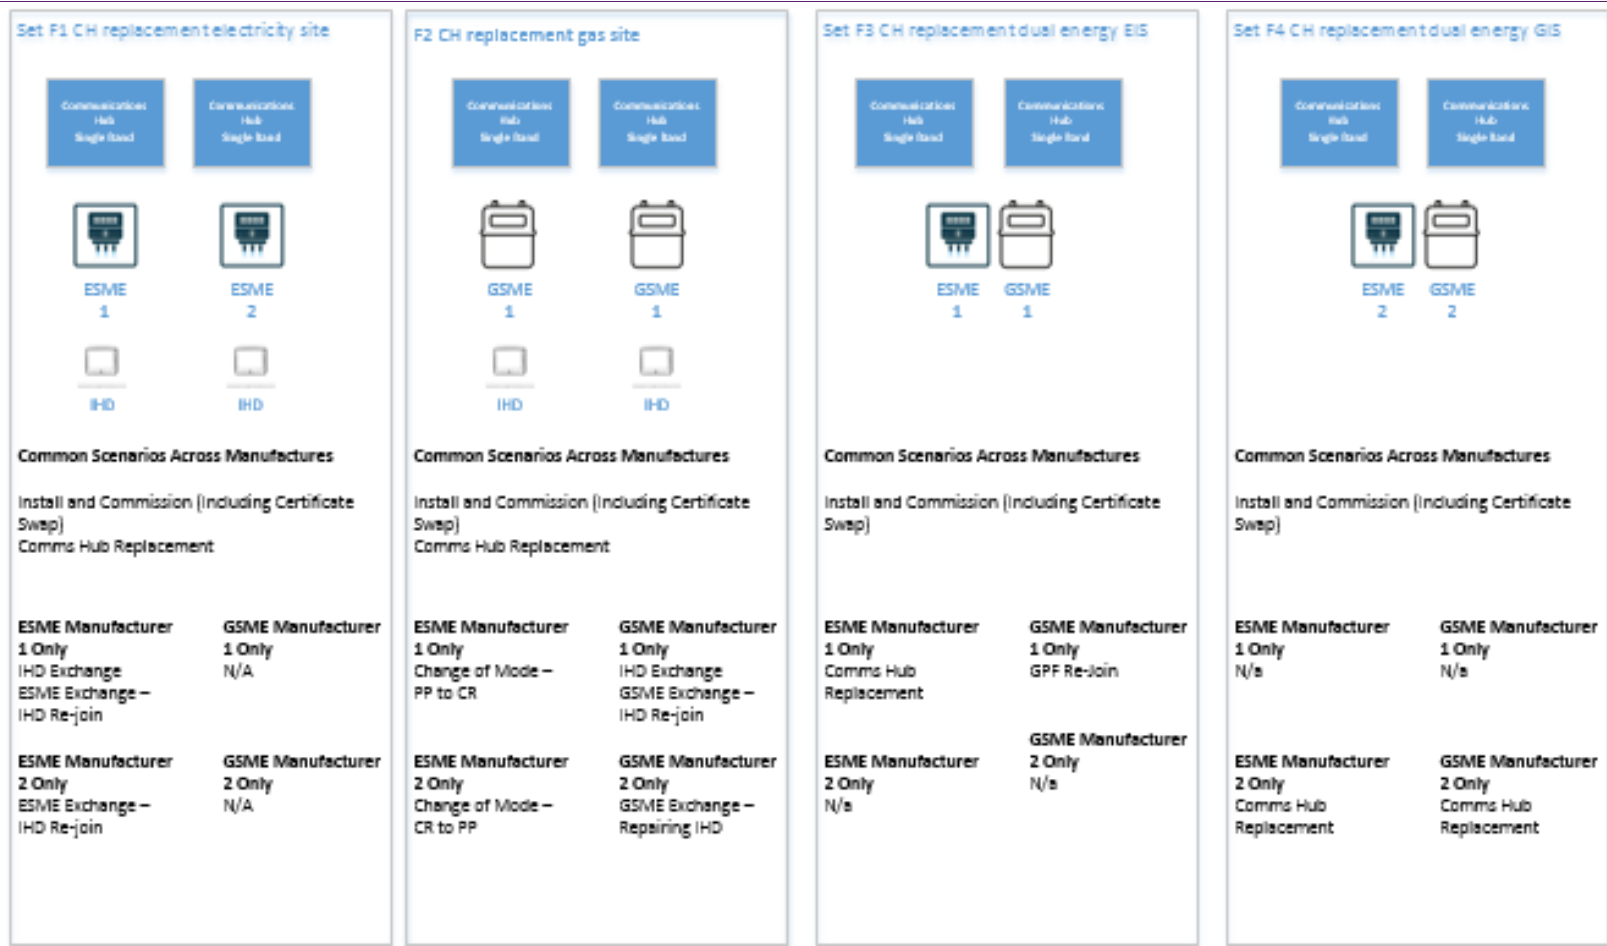 Set F1 CH replacement electricity site
Communications
Hub
Single Band
Communications
Hub
Single Band
ESME
1
ESME
2
IHD
IHD
Common Scenarios Across Manufactures
Install and Commission (Including Certificate
Swap)
Comms Hub Replacement
ESME Manufacturer
1 Only
IHD Exchange
ESME Exchange –
IHD Re-join
GSME Manufacturer
1 Only
N/A
ESME Manufacturer
2 Only
ESME Exchange –
IHD Re-join
GSME Manufacturer
2 Only
N/A
F2 CH replacement gas site
Communications
Hub
Single Band
Communications
Hub
Single Band
GSME
1
GSME
1
IHD
IHD
Common Scenarios Across Manufactures
Install and Commission (Including Certificate
Swap)
Comms Hub Replacement
ESME Manufacturer
1 Only
Change of Mode –
PP to CR
GSME Manufacturer
1 Only
IHD Exchange
GSME Exchange –
IHD Re-join
ESME Manufacturer
2 Only
Change of Mode –
CR to PP
GSME Manufacturer
2 Only
GSME Exchange –
Repairing IHD
Set F3 CH replacement dual energy EIS
Communications
Hub
Single Band
Communications
Hub
Single Band
ESME
1
GSME
1
Common Scenarios Across Manufactures
Install and Commission (Including Certificate
Swap)
ESME Manufacturer
1 Only
Comms Hub
Replacement
GSME Manufacturer
1 Only
GPF Re-Join
ESME Manufacturer
2 Only
N/a
GSME Manufacturer
2 Only
N/a
Set F4 CH replacement dual energy GIS
Communications
Hub
Single Band
Communications
Hub
Single Band
ESME
2
GSME
2
Common Scenarios Across Manufactures
Install and Commission (Including Certificate
Swap)
ESME Manufacturer
1 Only
N/a
GSME Manufacturer
1 Only
N/a
ESME Manufacturer
2 Only
Comms Hub
Replacement
GSME Manufacturer
2 Only
Comms Hub
Replacement